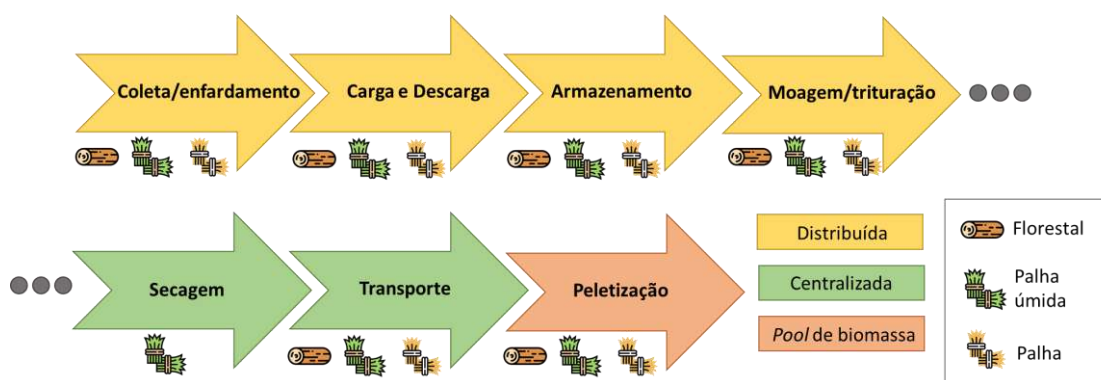 Coleta/enfardamento
Carga e Descarga
Armazenamento
Moagem/trituração
Secagem
Transporte
Peletização
Distribuída
Centralizada
Pool de biomassa
Florestal
Palha
úmida
Palha